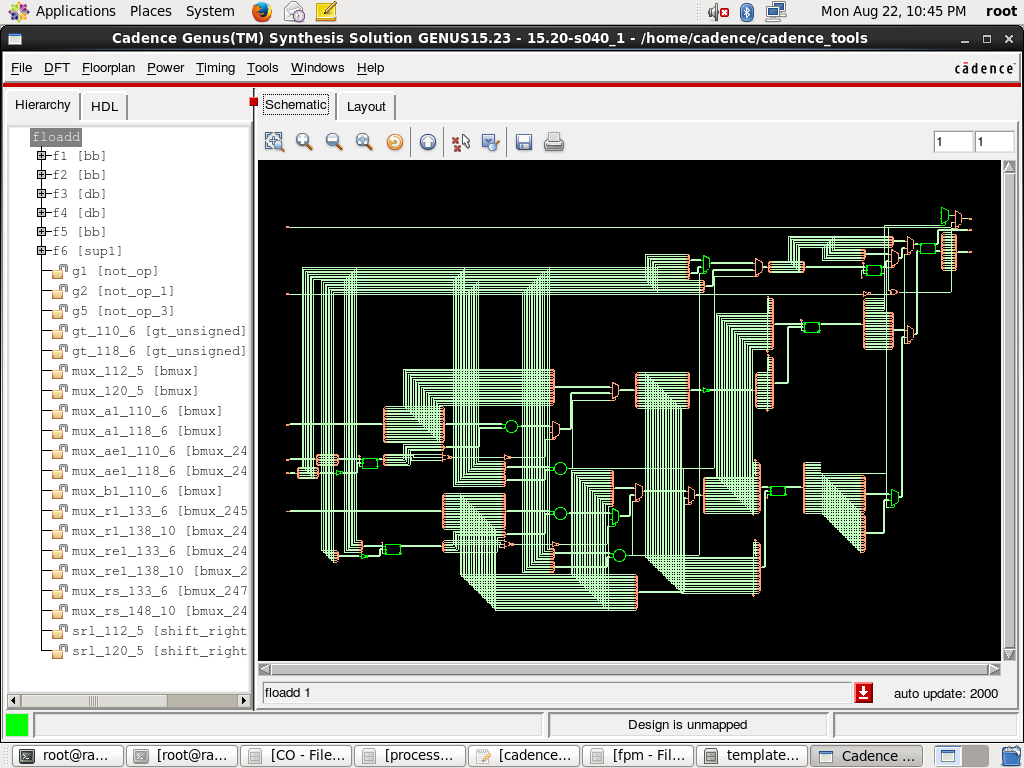 Applications Places System Mon Aug 22, 10:45 PM root
Cadence Genus(TM) Synthesis Solution GENUS15.23 - 15.20-s040_1 - /home/cadence/cadence_tools
File DFT Floorplan Power Timing Tools Windows Help cādence
Hierarchy HDL Schematic Layout
1 1
floadd
f1 [bb]
f2 [bb]
f3 [db]
f4 [db]
f5 [bb]
f6 [sup1]
g1 [not_op]
g2 [not_op_1]
g5 [not_op_3]
gt_110_6 [gt_unsigned]
gt_118_6 [gt_unsigned]
mux_112_5 [bmux]
mux_120_5 [bmux]
mux_a1_110_6 [bmux]
mux_a1_118_6 [bmux]
mux_ae1_110_6 [bmux_24
mux_ae1_118_6 [bmux_24
mux_b1_110_6 [bmux]
mux_r1_133_6 [bmux_245
mux_r1_138_10 [bmux_24
mux_re1_133_6 [bmux_24
mux_re1_138_10 [bmux_2
mux_rs_133_6 [bmux_247
mux_rs_148_10 [bmux_24
srl_112_5 [shift_right
srl_120_5 [shift_right
floadd 1 auto update: 2000
Design is unmapped
root@ra... [root@ra... [CO - File... [process... [cadence... [fpm - Fil... template... Cadence ...